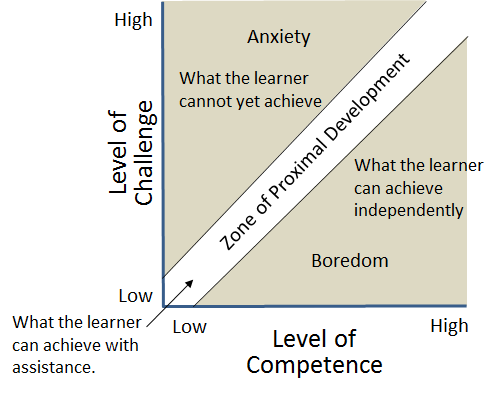 High
Anxiety
What the learner
cannot yet achieve
Level of
Challenge
Zone of Proximal Development
What the learner
can achieve
independently
Boredom
Low
What the learner
can achieve with
assistance.
Low
High
Level of
Competence